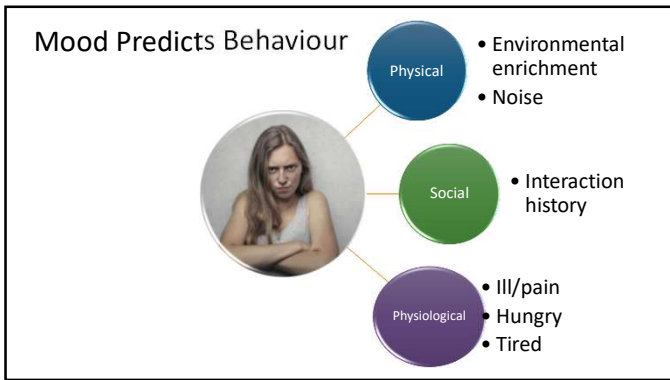 Mood Predicts Behaviour
Physical
• Environmental
enrichment
• Noise
Social
• Interaction
history
Physiological
• Ill/pain
• Hungry
• Tired